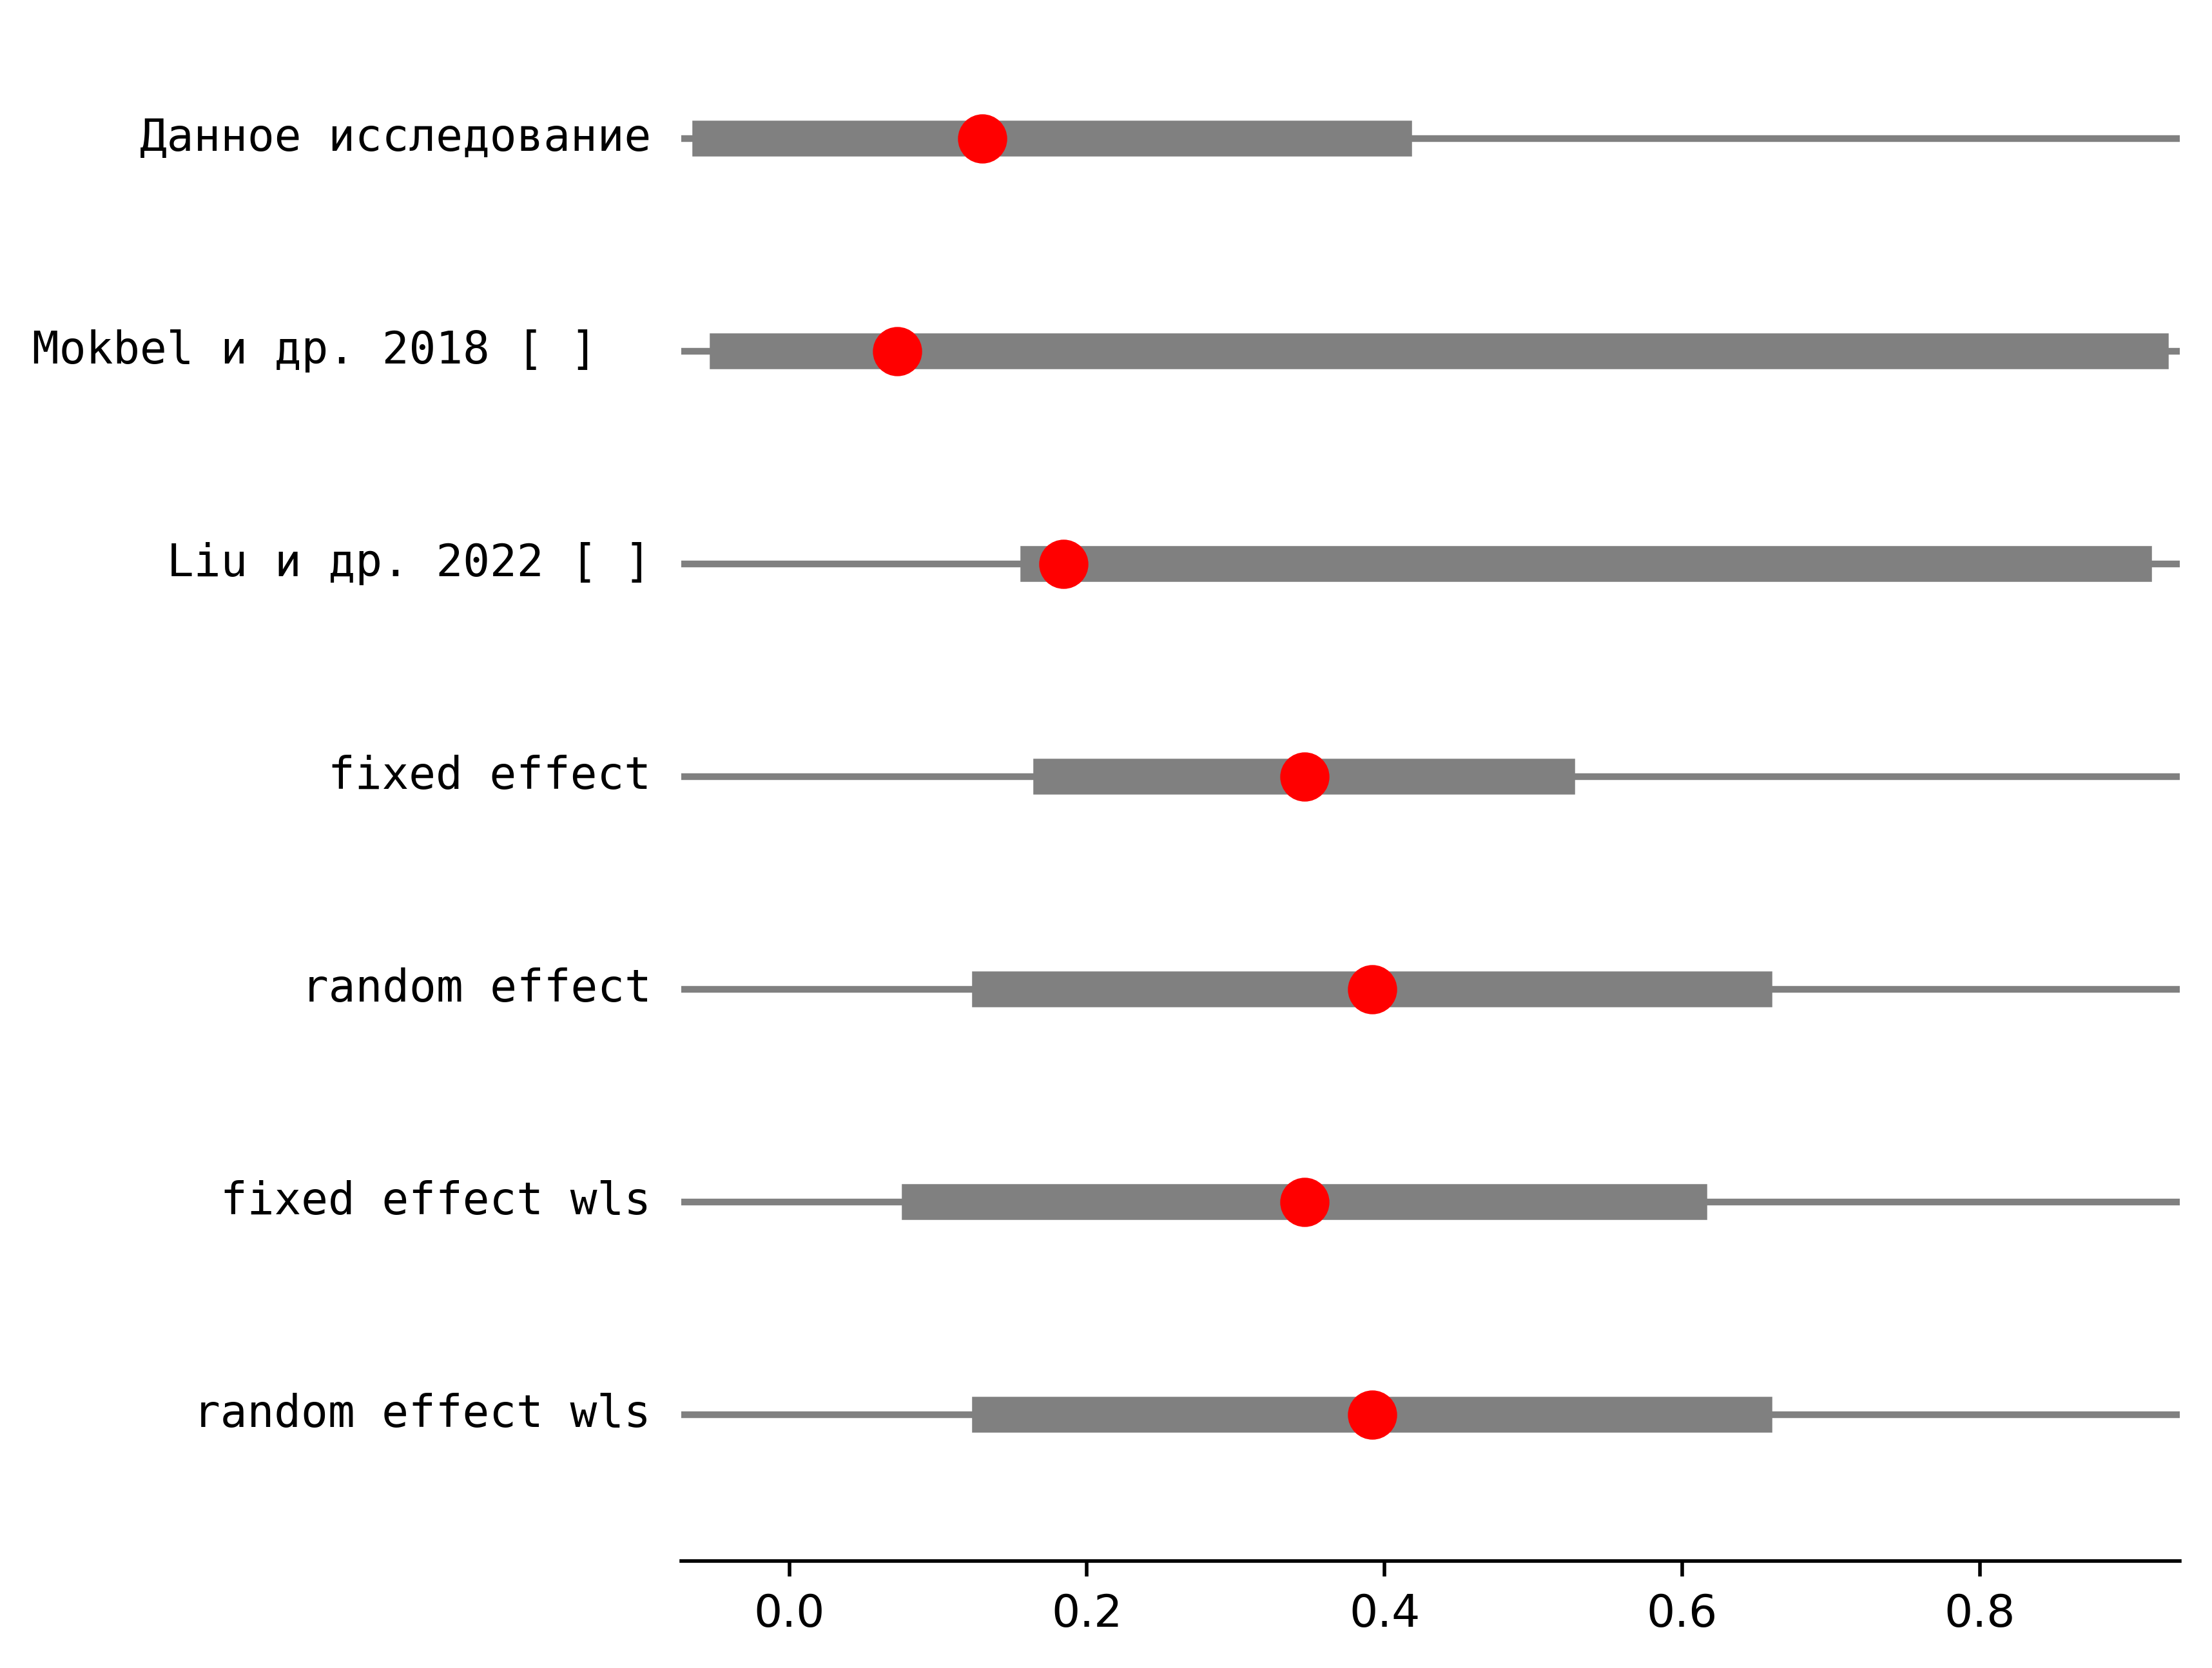 Данное исследование
Mokbel и др. 2018 [ ]
Liu и др. 2022 [ ]
fixed effect
random effect
fixed effect wls
random effect wls
0.0 0.2 0.4 0.6 0.8